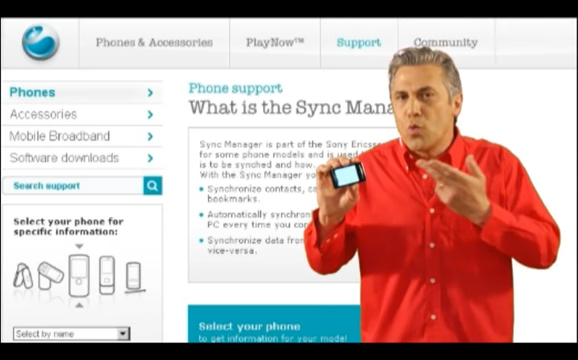 Phones & Accessories
PlayNow™
Support
Community
Phones
Accessories
Mobile Broadband
Software downloads
Search support
Select your phone for
specific information:
Select by name
Phone support
What is the Sync Mana
Sync Manager is part of the Sony Ericss
for some phone models and is used
is to be synched and how.
With the Sync Manager you
Synchronize contacts,
bookmarks.
Automatically synchron
PC every time you con
Synchronize data from
vice-versa.
Select your phone
to get information for your model